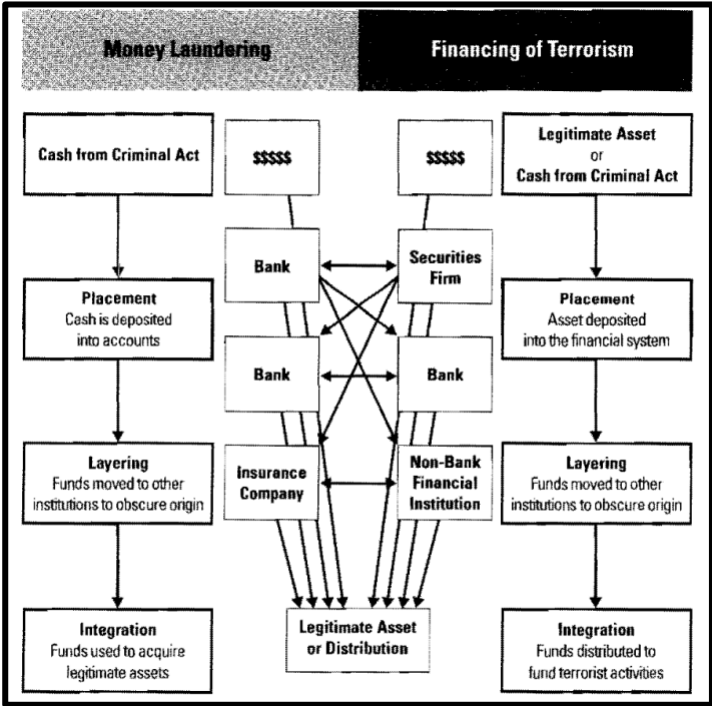 Money Laundering
Financing of Terrorism
Cash from Criminal Act
$$$$$
$$$$$
Legitimate Asset
or
Cash from Criminal Act
Bank
Securities
Firm
Placement
Cash is deposited
into accounts
Placement
Asset deposited
into the financial system
Bank
Bank
Layering
Funds moved to other
institutions to obscure origin
Insurance
Company
Non-Bank
Financial
Institution
Layering
Funds moved to other
institutions to obscure origin
Integration
Funds used to acquire
legitimate assets
Legitimate Asset
or Distribution
Integration
Funds distributed to
fund terrorist activities